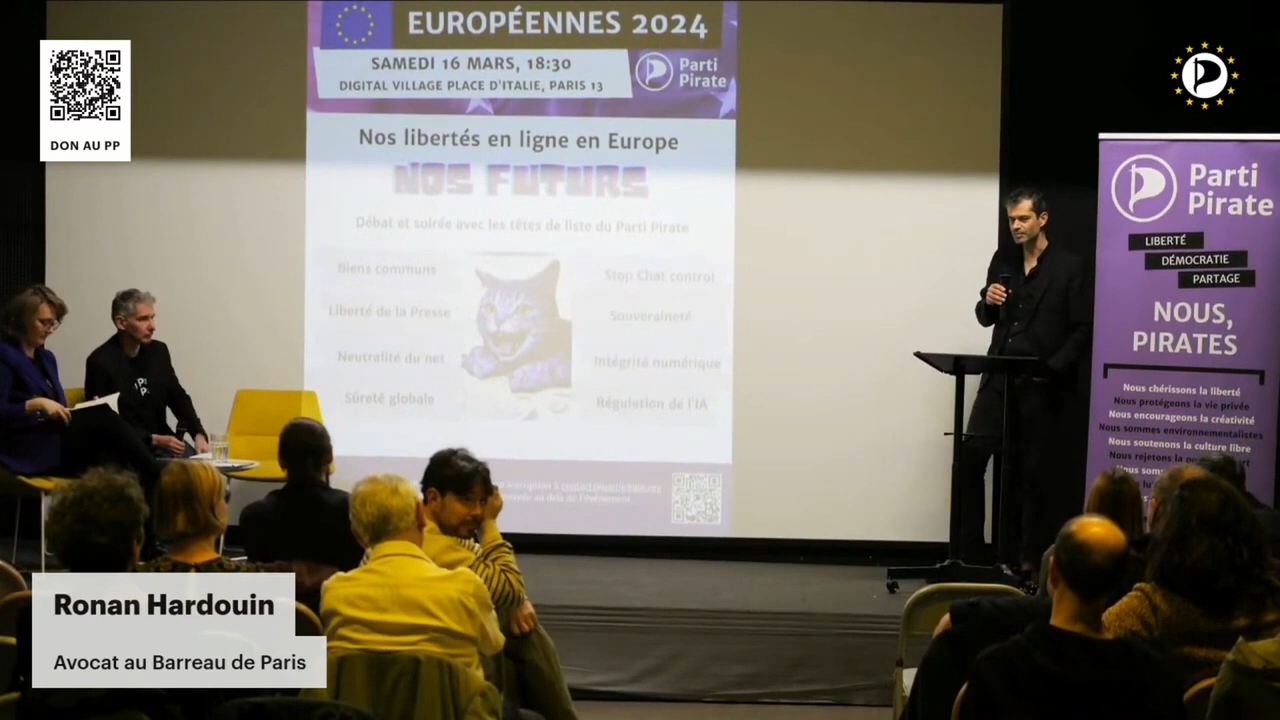 DON AU PP
EUROPÉENNES 2024
SAMEDI 16 MARS, 18:30
DIGITAL VILLAGE PLACE D'ITALIE, PARIS 13
Parti
Pirate
Nos libertés en ligne en Europe
NOS FUTURS
Débat et soirée avec les têtes de liste du Parti Pirate
Biens communs
Liberté de la Presse
Neutralité du net
Sûreté globale
Stop Chat control
Souveraineté
Intégrité numérique
Régulation de l'IA
Parti
Pirate
LIBERTÉ
DÉMOCRATIE
PARTAGE
NOUS,
PIRATES
Nous chérissons la liberté
Nous protégeons la vie privée
Nous encourageons la créativité
Nous sommes environnementalistes
Nous soutenons la culture libre
Nous rejetons la
Nous
Ronan Hardouin
Avocat au Barreau de Paris